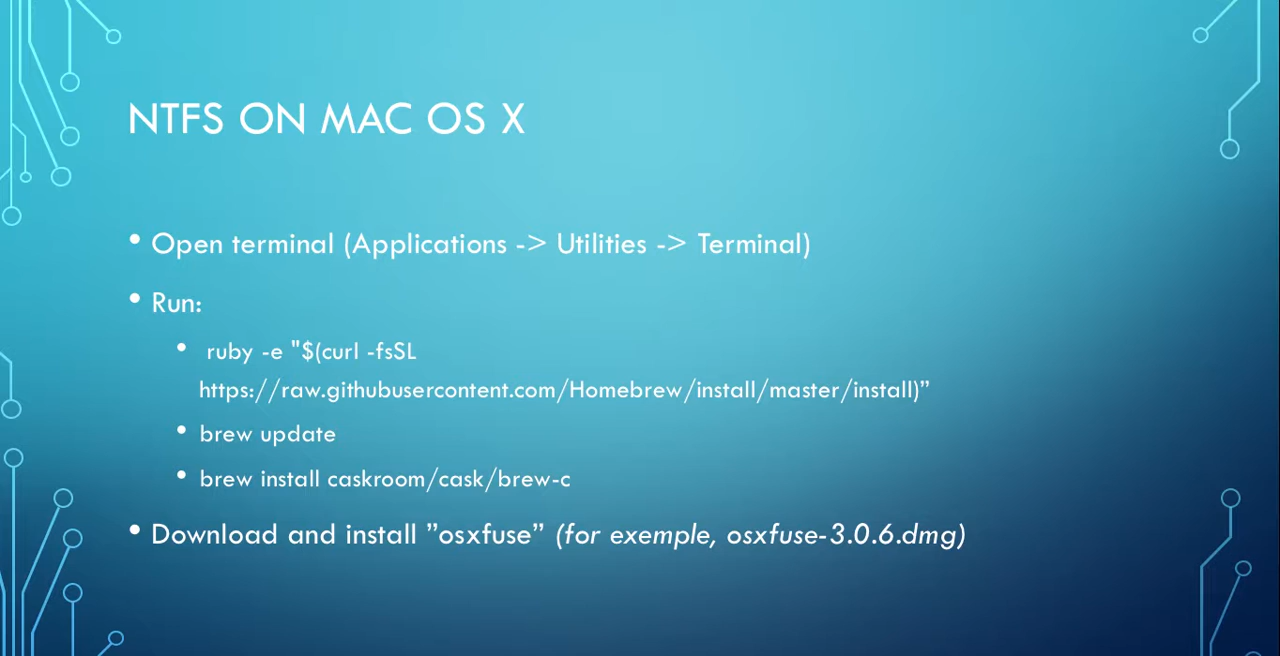 NTFS ON MAC OS X
• Open terminal (Applications -> Utilities -> Terminal)
• Run:
• ruby -e "$(curl -fsSL
https://raw.githubusercontent.com/Homebrew/install/master/install)”
• brew update
• brew install caskroom/cask/brew-c
• Download and install ”osxfuse” (for exemple, osxfuse-3.0.6.dmg)